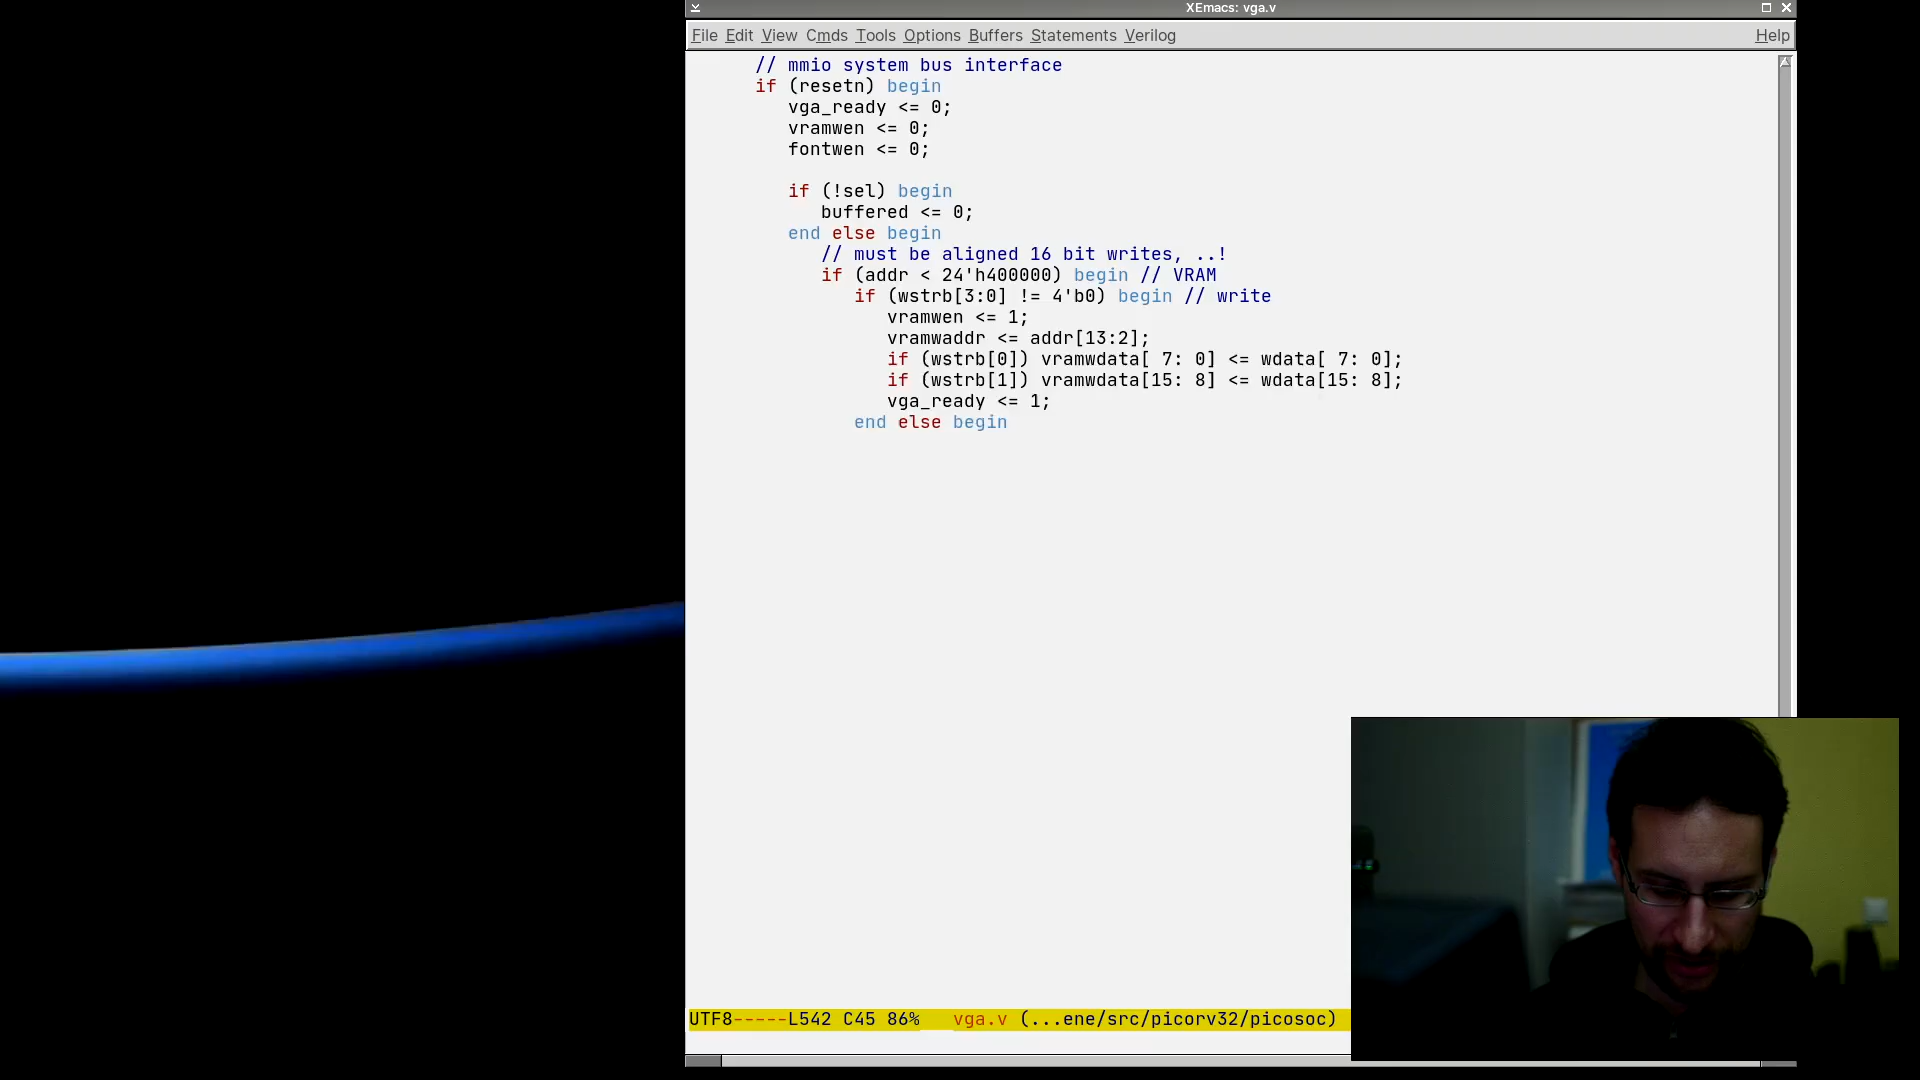 XEmacs: vga.v
File Edit View Cmds Tools Options Buffers Statements Verilog Help
// mmio system bus interface
if (resetn) begin
vga_ready <= 0;
vramwen <= 0;
fontwen <= 0;
if (!sel) begin
buffered <= 0;
end else begin
// must be aligned 16 bit writes, ..!
if (addr < 24'h400000) begin // VRAM
if (wstrb[3:0] != 4'b0) begin // write
vramwen <= 1;
vramwaddr <= addr[13:2];
if (wstrb[0]) vramwdata[ 7: 0] <= wdata[ 7: 0];
if (wstrb[1]) vramwdata[15: 8] <= wdata[15: 8];
vga_ready <= 1;
end else begin
UTF8-----L542 C45 86% vga.v (...ene/src/picorv32/picosoc)